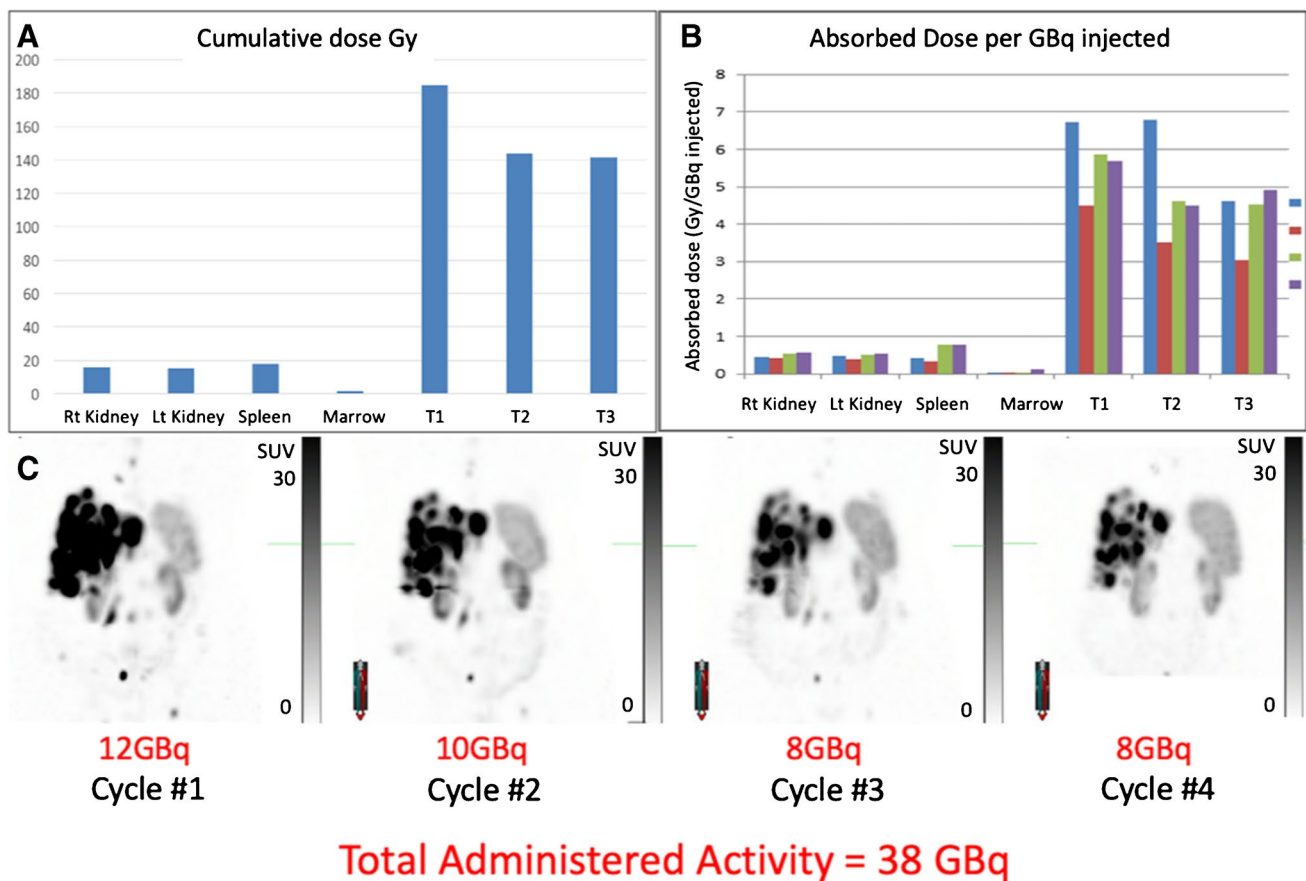 A
Cumulative dose Gy
200
180
160
140
120
100
80
60
40
20
0
Rt Kidney Lt Kidney Spleen Marrow T1 T2 T3
B
Absorbed Dose per GBq injected
Absorbed dose (Gy/GBq injected)
8
7
6
5
4
3
2
1
0
Rt Kidney Lt Kidney Spleen Marrow T1 T2 T3
C
SUV SUV SUV SUV
30 30 30 30
0 0 0 0
12GBq 10GBq 8GBq 8GBq
Cycle #1 Cycle #2 Cycle #3 Cycle #4
Total Administered Activity = 38 GBq